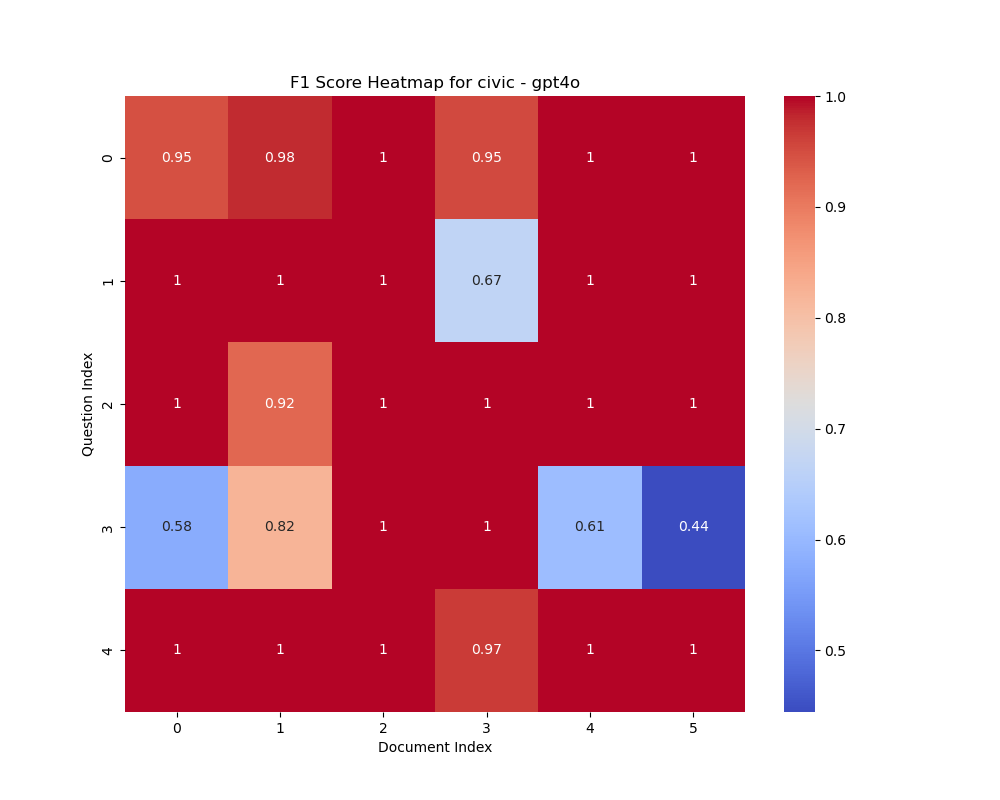 F1 Score Heatmap for civic - gpt4o
0 0.95 0.98 1 0.95 1 1
1 1 1 1 0.67 1 1
2 1 0.92 1 1 1 1
3 0.58 0.82 1 1 0.61 0.44
4 1 1 1 0.97 1 1
0 1 2 3 4 5
Document Index
Question Index
1.0
0.9
0.8
0.7
0.6
0.5